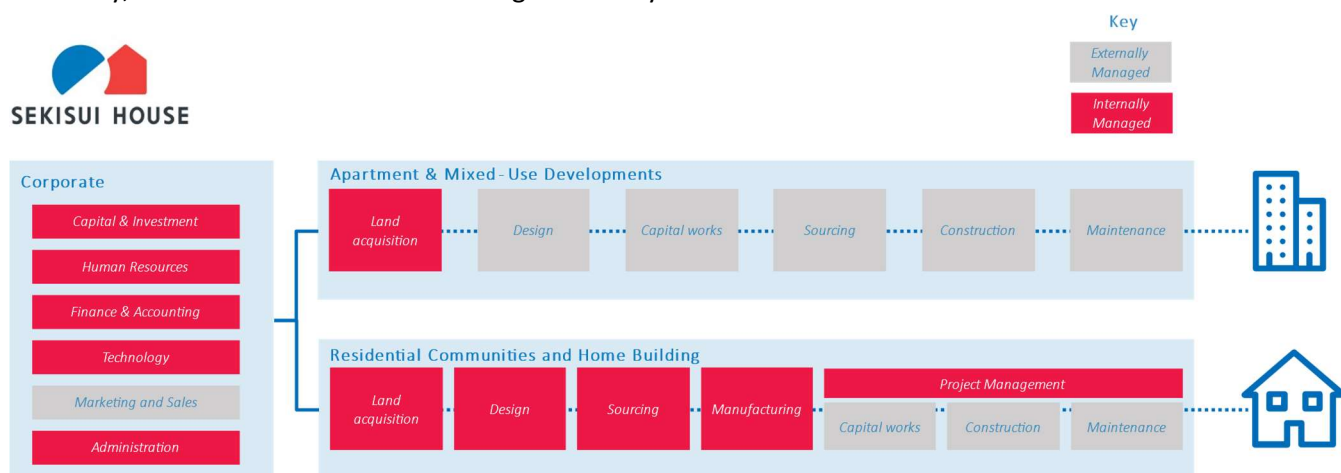 Key
Externally
Managed
Internally
Managed
SEKISUI HOUSE
Corporate
Capital & Investment
Human Resources
Finance & Accounting
Technology
Marketing and Sales
Administration
Apartment & Mixed-Use Developments
Land
acquisition
Design
Capital works
Sourcing
Construction
Maintenance
Residential Communities and Home Building
Land
acquisition
Design
Sourcing
Manufacturing
Project Management
Capital works
Construction
Maintenance